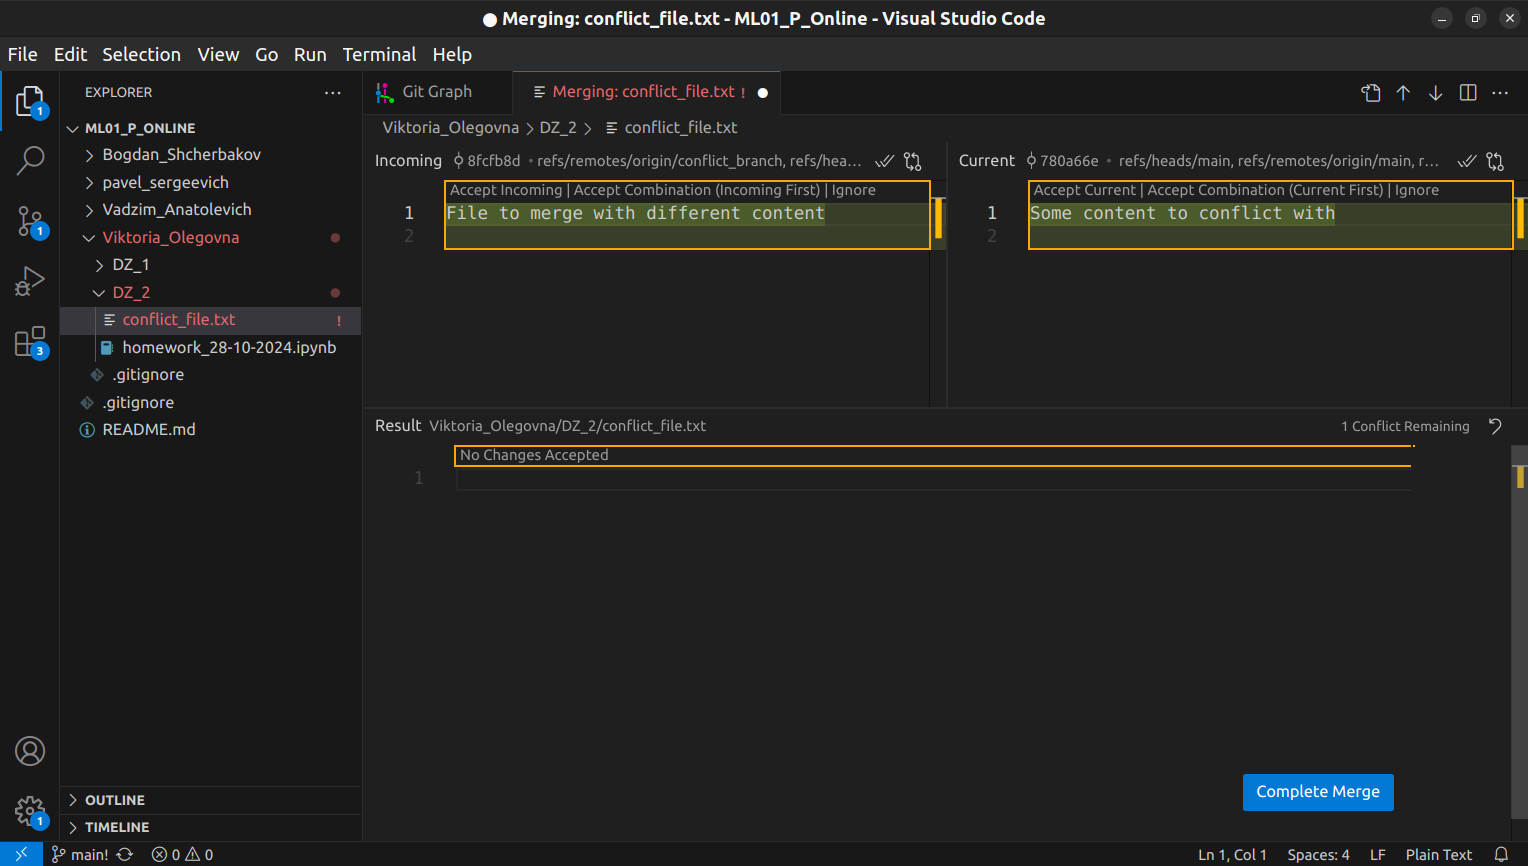 ● Merging: conflict_file.txt - ML01_P_Online - Visual Studio Code
File Edit Selection View Go Run Terminal Help
EXPLORER
Git Graph
Merging: conflict_file.txt ! ●
ML01_P_ONLINE
Bogdan_Shcherbakov
pavel_sergeevich
Vadzim_Anatolevich
Viktoria_Olegovna
DZ_1
DZ_2
conflict_file.txt !
homework_28-10-2024.ipynb
.gitignore
.gitignore
README.md
OUTLINE
TIMELINE
1
1
3
1
Viktoria_Olegovna > DZ_2 > conflict_file.txt
Incoming 8fcfb8d • refs/remotes/origin/conflict_branch, refs/hea...
Accept Incoming | Accept Combination (Incoming First) | Ignore
1 File to merge with different content
2
Current 780a66e • refs/heads/main, refs/remotes/origin/main, r...
Accept Current | Accept Combination (Current First) | Ignore
1 Some content to conflict with
2
Result Viktoria_Olegovna/DZ_2/conflict_file.txt 1 Conflict Remaining
No Changes Accepted
1
Complete Merge
main! 0 0 Ln 1, Col 1 Spaces: 4 LF Plain Text